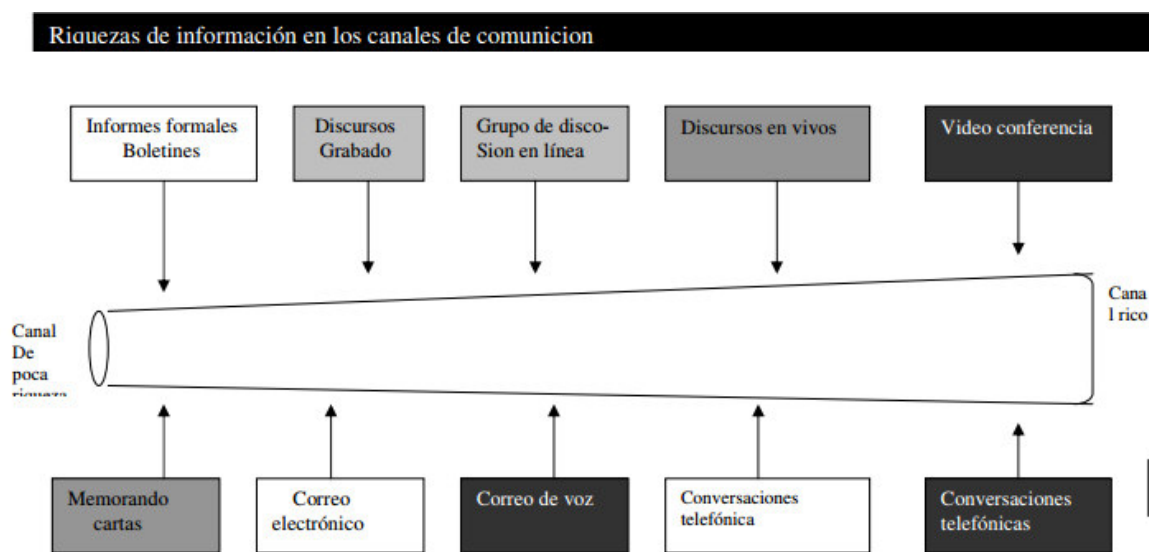 Riquezas de información en los canales de comunicion
Informes formales
Boletines
Discursos
Grabado
Grupo de disco-
Sion en línea
Discursos en vivos
Video conferencia
Canal
De
poca
riqueza
Cana
l rico
Memorando
cartas
Correo
electrónico
Correo de voz
Conversaciones
telefónica
Conversaciones
telefónicas